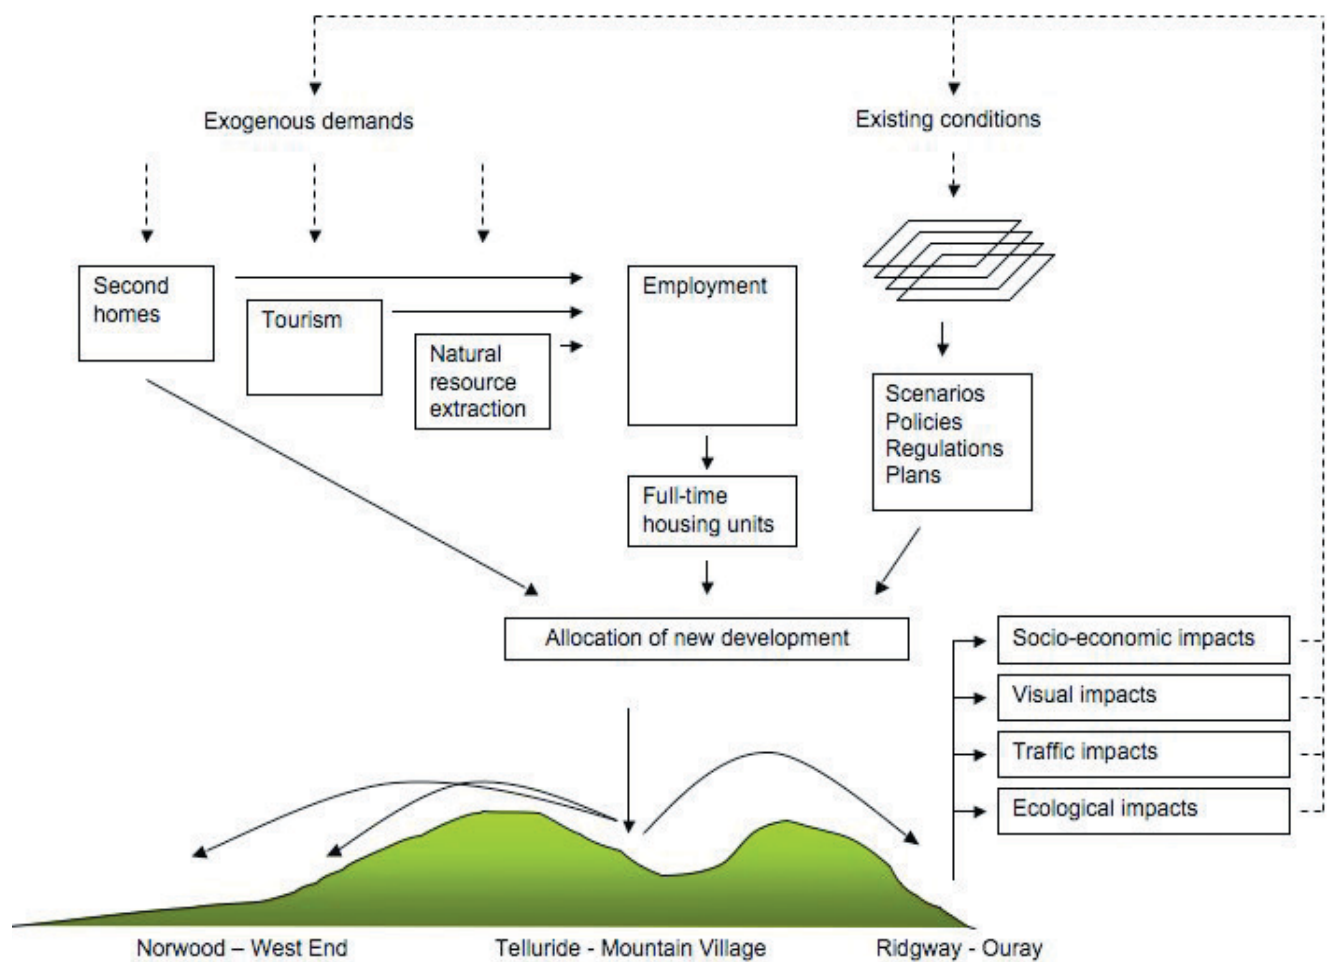 Exogenous demands
Existing conditions
Second
homes
Tourism
Natural
resource
extraction
Employment
Full-time
housing units
Scenarios
Policies
Regulations
Plans
Allocation of new development
Socio-economic impacts
Visual impacts
Traffic impacts
Ecological impacts
Norwood – West End
Telluride - Mountain Village
Ridgway - Ouray